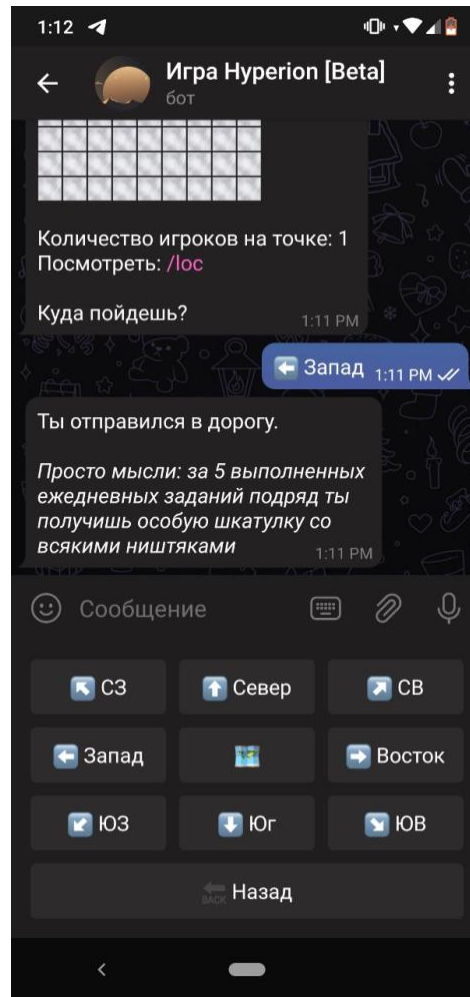 1:12
Игра Hyperion [Beta]
бот
Количество игроков на точке: 1
Посмотреть: /loc
Куда пойдешь?
1:11 PM
Запад 1:11 PM
Ты отправился в дорогу.
Просто мысли: за 5 выполненных
ежедневных заданий подряд ты
получишь особую шкатулку со
всякими ништяками
1:11 PM
Сообщение
СЗ
Север
СВ
Запад
Восток
ЮЗ
Юг
ЮВ
BACK Назад